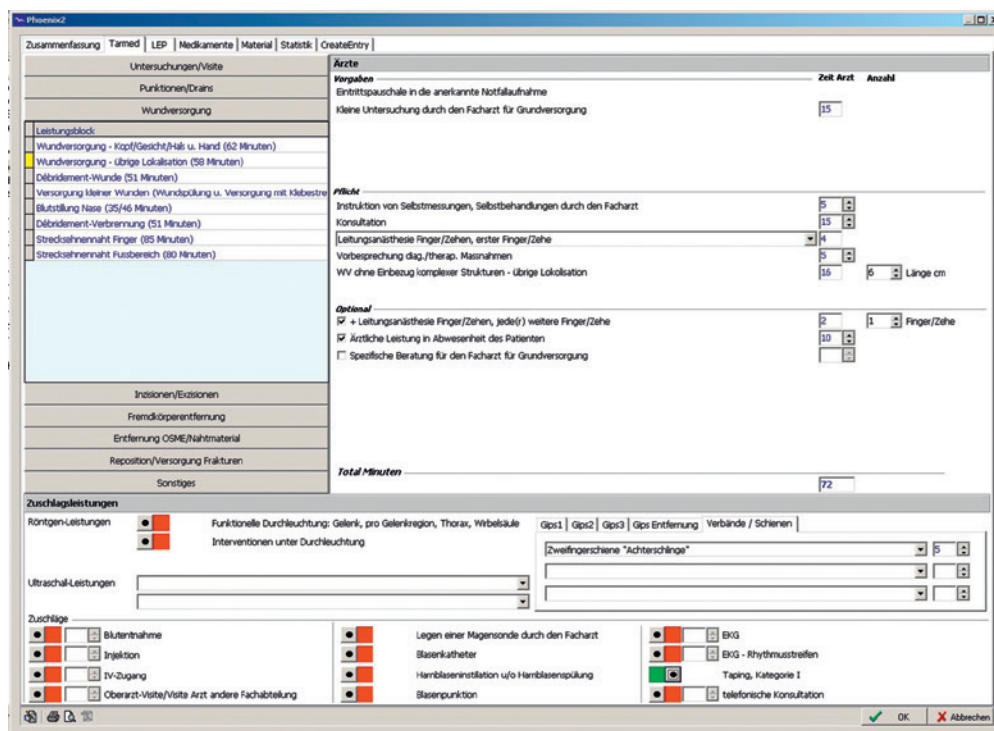 Phoenix2
Zusammenfassung Tarmed LEP Medikamente Material Statistik CreateEntry
Untersuchungen/Visite
Punktionen/Drains
Wundversorgung
Leistungsblock
Wundversorgung - Kopf/Gesicht/Hals u. Hand (62 Minuten)
Wundversorgung - übrige Lokalisation (58 Minuten)
Débridement-Wunde (51 Minuten)
Versorgung kleiner Wunden (Wundspülung u. Versorgung mit Klebestre
Blutstillung Nase (35/46 Minuten)
Débridement-Verbrennung (51 Minuten)
Strecksehnennaht Finger (85 Minuten)
Strecksehnennaht Fussbereich (80 Minuten)
Inzisionen/Exzisionen
Fremdkörperentfernung
Entfernung OSME/Nahtmaterial
Reposition/Versorgung Frakturen
Sonstiges
Ärzte
Vorgaben Zeit Arzt Anzahl
Eintrittspauschale in die anerkannte Notfallaufnahme
Kleine Untersuchung durch den Facharzt für Grundversorgung 15
Pflicht
Instruktion von Selbstmessungen, Selbstbehandlungen durch den Facharzt 5
Konsultation 15
Leitungsanästhesie Finger/Zehen, erster Finger/Zehe 4
Vorbesprechung diag./therap. Massnahmen 5
WV ohne Einbezug komplexer Strukturen - übrige Lokolisation 16 6 Länge cm
Optional
+ Leitungsanästhesie Finger/Zehen, jede(r) weitere Finger/Zehe 2 1 Finger/Zehe
Ärztliche Leistung in Abwesenheit des Patienten 10
Spezifische Beratung für den Facharzt für Grundversorgung
Total Minuten
72
Zuschlagsleistungen
Röntgen-Leistungen Funktionelle Durchleuchtung: Gelenk, pro Gelenkregion, Thorax, Wirbelsäule
Interventionen unter Durchleuchtung
Gips1 Gips2 Gips3 Gips Entfernung Verbände / Schienen
Zweifingerschiene "Achterschlinge" 5
Ultraschal-Leistungen
Zuschläge
Blutentnahme Legen einer Magensonde durch den Facharzt EKG
Injektion Blasenkatheter EKG - Rhythmusstreifen
IV-Zugang Harnblaseninstilation u/o Harnblasenspülung Taping, Kategorie I
Oberarzt-Visite/Visite Arzt andere Fachabteilung Blasenpunktion telefonische Konsultation
OK Abbrechen